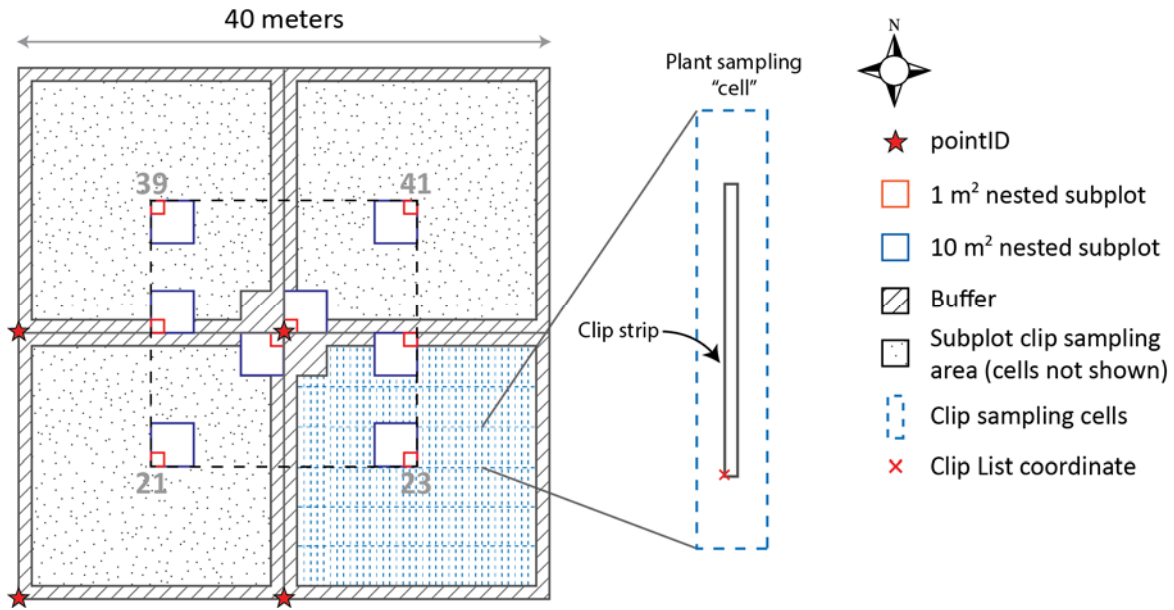 40 meters
39
41
21
23
Plant sampling
“cell”
Clip strip
N
pointID
1 m² nested subplot
10 m² nested subplot
Buffer
Subplot clip sampling
area (cells not shown)
Clip sampling cells
Clip List coordinate